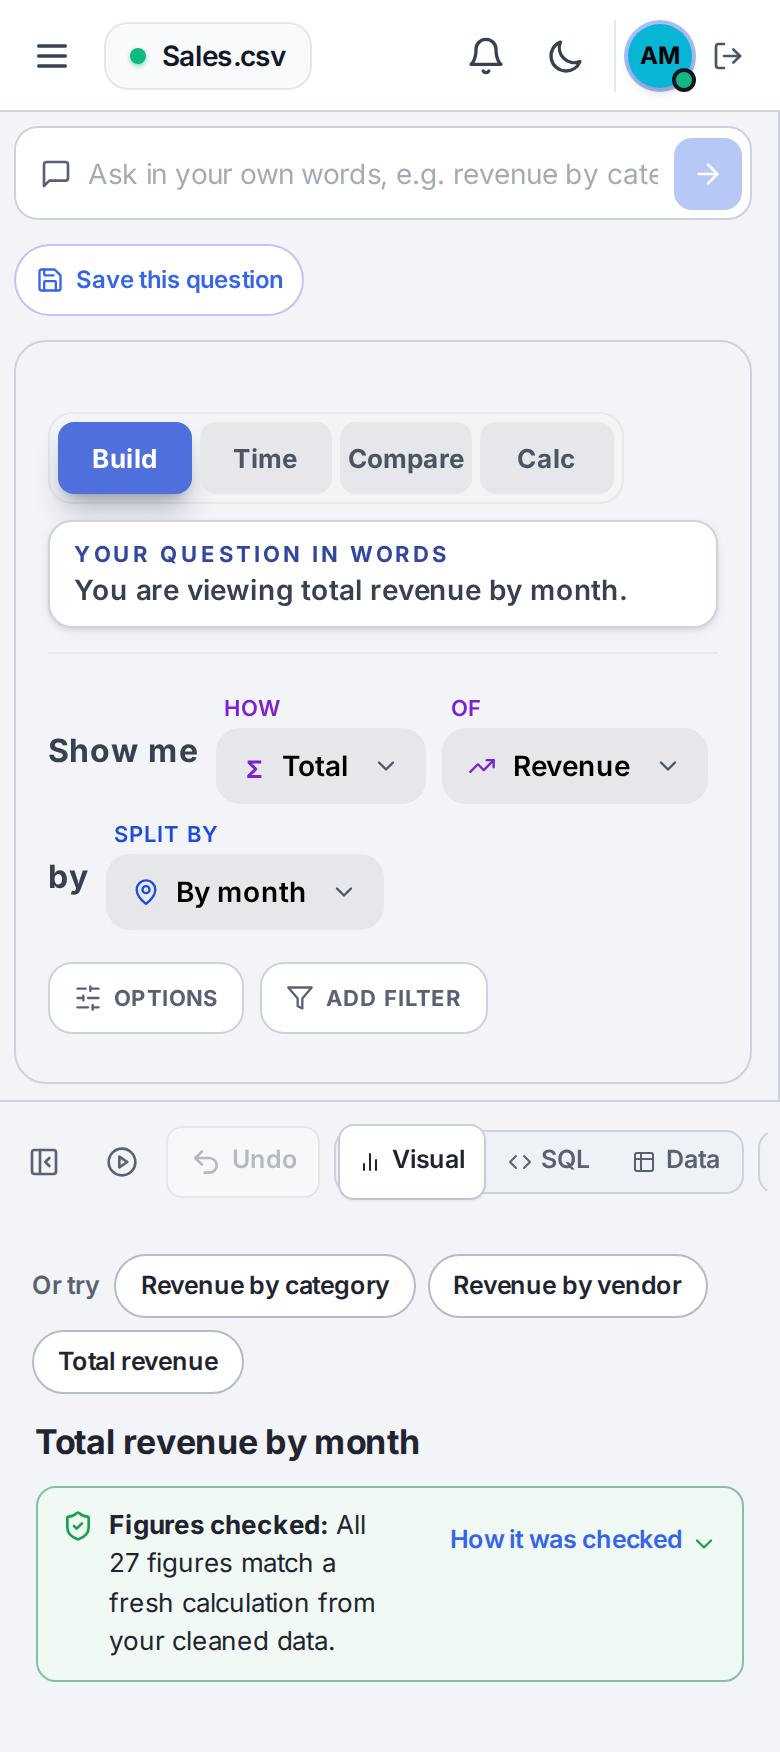 Sales.csv
AM
Ask in your own words, e.g. revenue by cate
Save this question
Build Time Compare Calc
YOUR QUESTION IN WORDS
You are viewing total revenue by month.
HOW OF
Show me Σ Total Revenue
SPLIT BY
by By month
OPTIONS ADD FILTER
Undo Visual SQL Data
Or try Revenue by category Revenue by vendor
Total revenue
Total revenue by month
Figures checked: All
27 figures match a
fresh calculation from
your cleaned data.
How it was checked